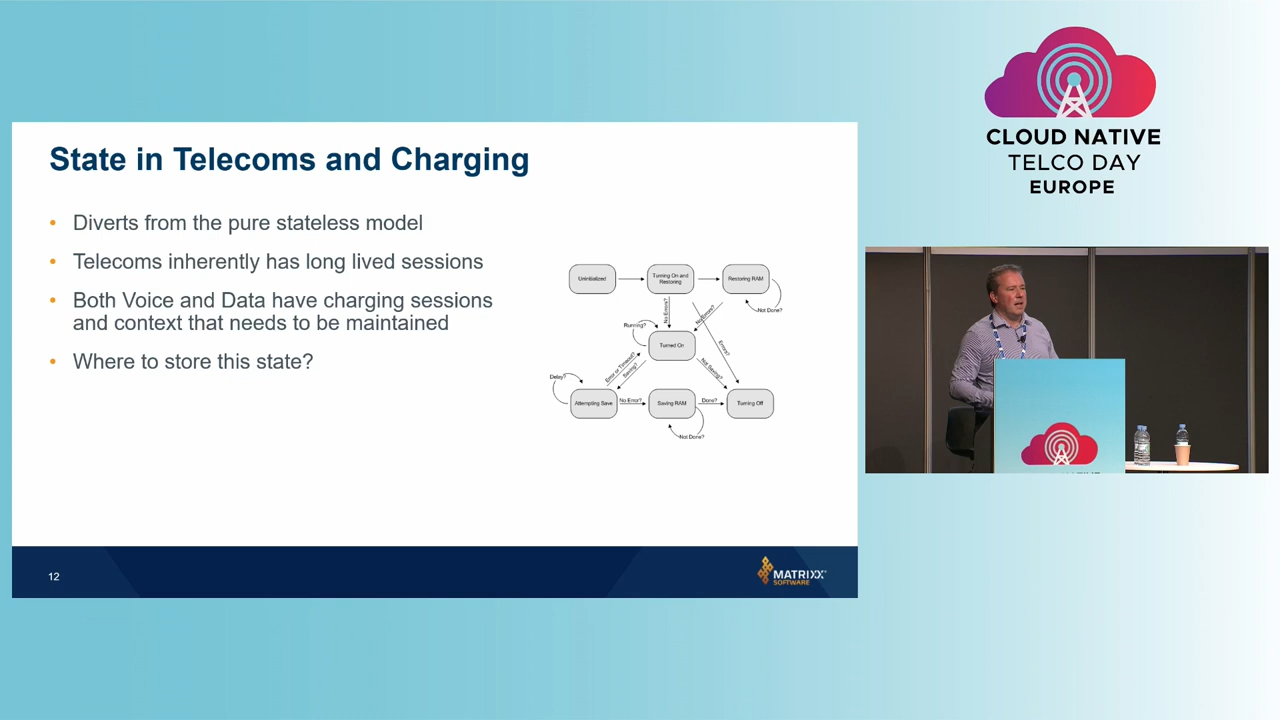 State in Telecoms and Charging
• Diverts from the pure stateless model
• Telecoms inherently has long lived sessions
• Both Voice and Data have charging sessions
and context that needs to be maintained
• Where to store this state?
Uninitialized
Turning On and
Restoring
Restoring RAM
Not Done?
No Errors?
No Errors?
Running?
Turned On
Errors?
Error or Timeout?
Saving?
Not Saving?
Delay?
Attempting Save
No Error?
Saving RAM
Done?
Turning Off
Not Done?
12
MATRIXX
SOFTWARE
CLOUD NATIVE
TELCO DAY
EUROPE